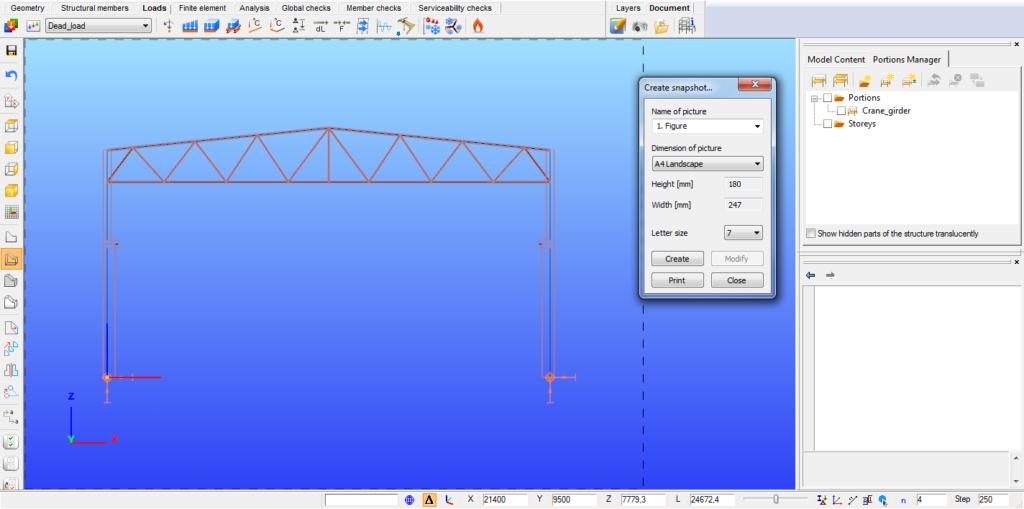 Geometry Structural members Loads Finite element Analysis Global checks Member checks Serviceability checks Layers Document
Dead_load °C °C dL F
Model Content Portions Manager
Portions
Crane_girder
Storeys
Show hidden parts of the structure translucently
Create snapshot...
Name of picture
1. Figure
Dimension of picture
A4 Landscape
Height [mm] 180
Width [mm] 247
Letter size 7
Create Modify
Print Close
Z
Y X
a
a
Δ X 21400 Y 9500 Z 7779,3 L 24672,4 n 4 Step 250